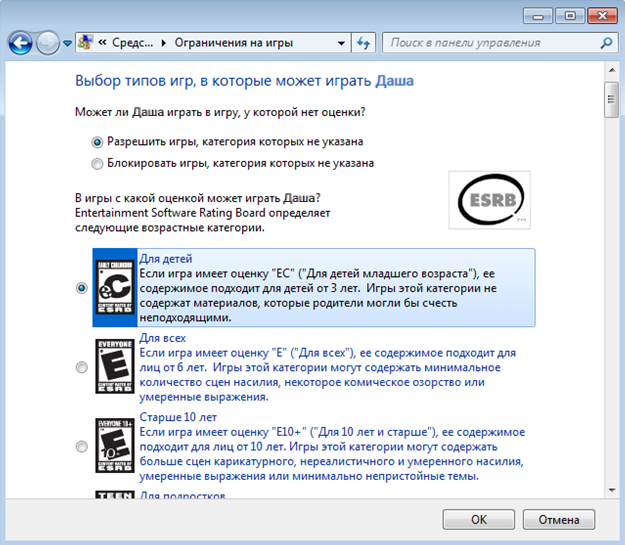 « Средс... ▸ Ограничения на игры
Поиск в панели управления
Выбор типов игр, в которые может играть Даша
Может ли Даша играть в игру, у которой нет оценки?
Разрешить игры, категория которых не указана
Блокировать игры, категория которых не указана
ESRB
TM
В игры с какой оценкой может играть Даша?
Entertainment Software Rating Board определяет
следующие возрастные категории.
EARLY CHILDHOOD
eC
CONTENT RATED BY
ESRB
Для детей
Если игра имеет оценку "EC" ("Для детей младшего возраста"), ее
содержимое подходит для детей от 3 лет. Игры этой категории не
содержат материалов, которые родители могли бы счесть
неподходящими.
EVERYONE
E
CONTENT RATED BY
ESRB
Для всех
Если игра имеет оценку "E" ("Для всех"), ее содержимое подходит для
лиц от 6 лет. Игры этой категории могут содержать минимальное
количество сцен насилия, некоторое комическое озорство или
умеренные выражения.
EVERYONE 10+
E10+
CONTENT RATED BY
ESRB
Старше 10 лет
Если игра имеет оценку "E10+" ("Для 10 лет и старше"), ее содержимое
подходит для лиц от 10 лет. Игры этой категории могут содержать
больше сцен карикатурного, нереалистичного и умеренного насилия,
умеренные выражения или минимально непристойные темы.
TEEN
Для подростков
OK
Отмена